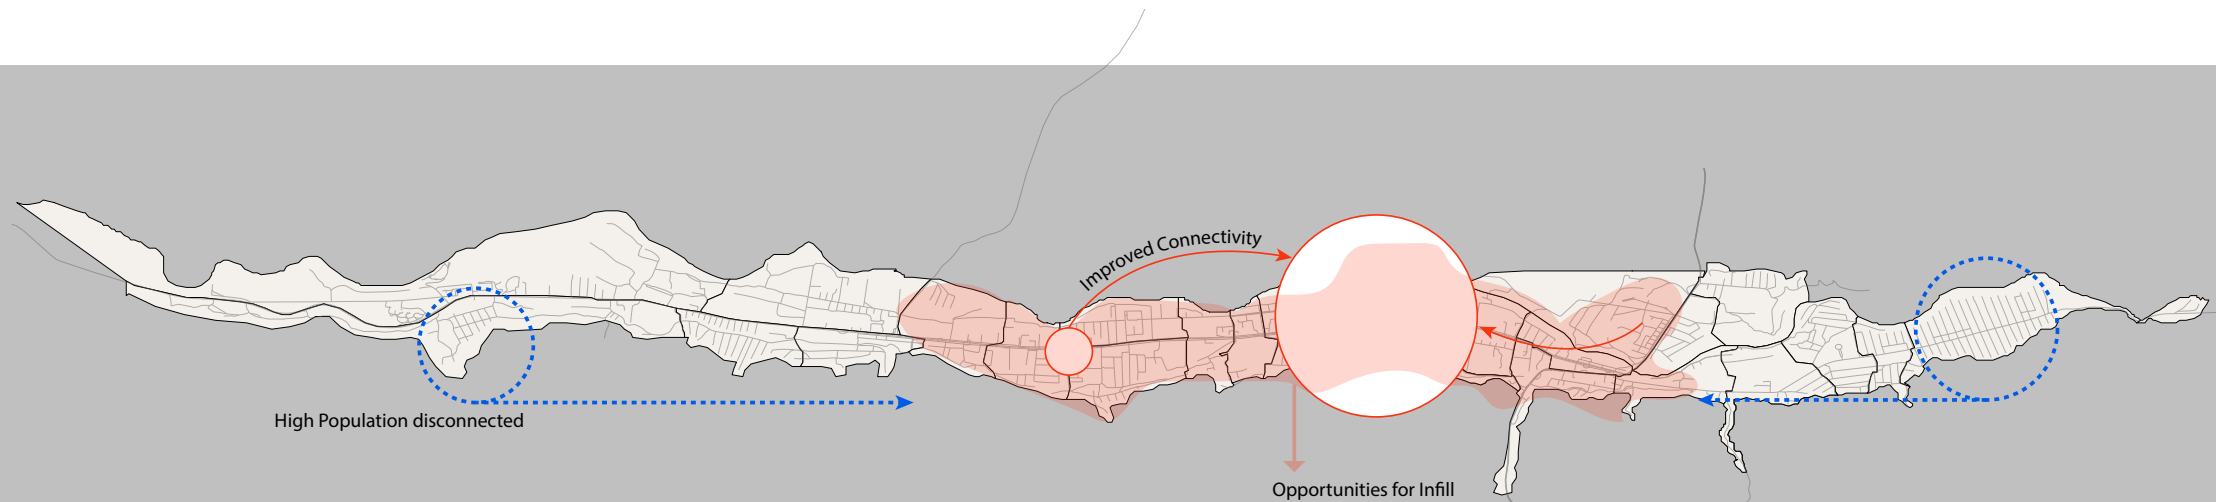 Improved Connectivity
High Population disconnected
Opportunities for Infill